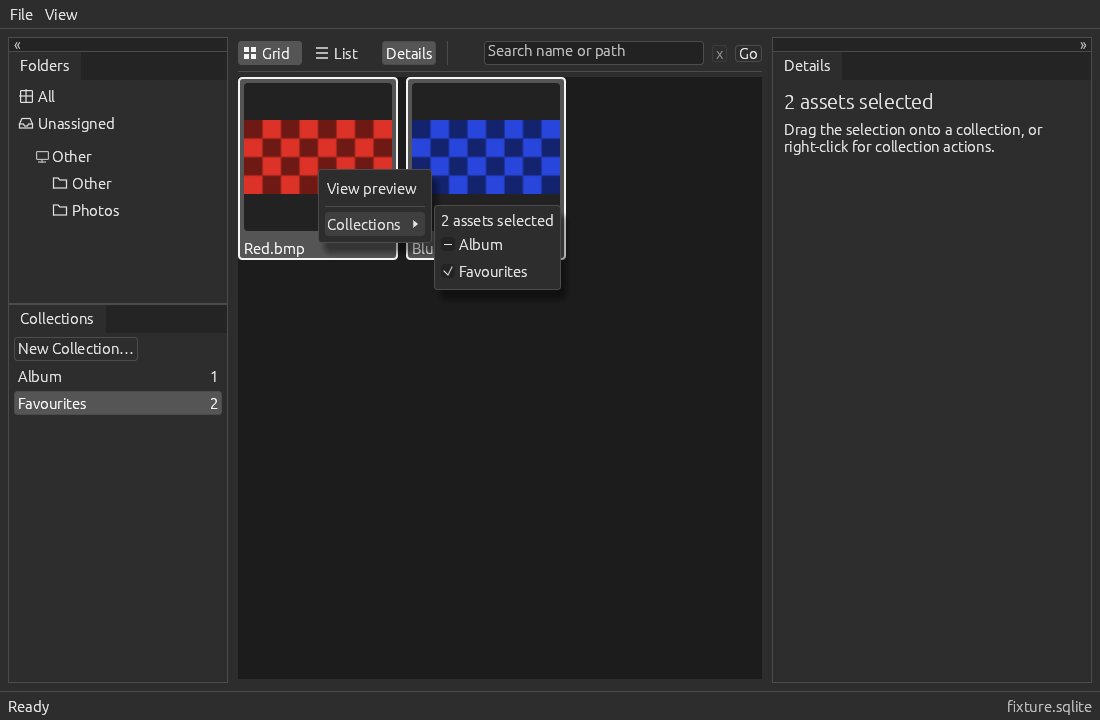 File View
«
Folders
All
Unassigned
Other
Other
Photos
Collections
New Collection...
Album 1
Favourites 2
Grid List Details Search name or path x Go
Red.bmp
Blu
View preview
Collections
2 assets selected
Album
Favourites
»
Details
2 assets selected
Drag the selection onto a collection, or
right-click for collection actions.
Ready
fixture.sqlite